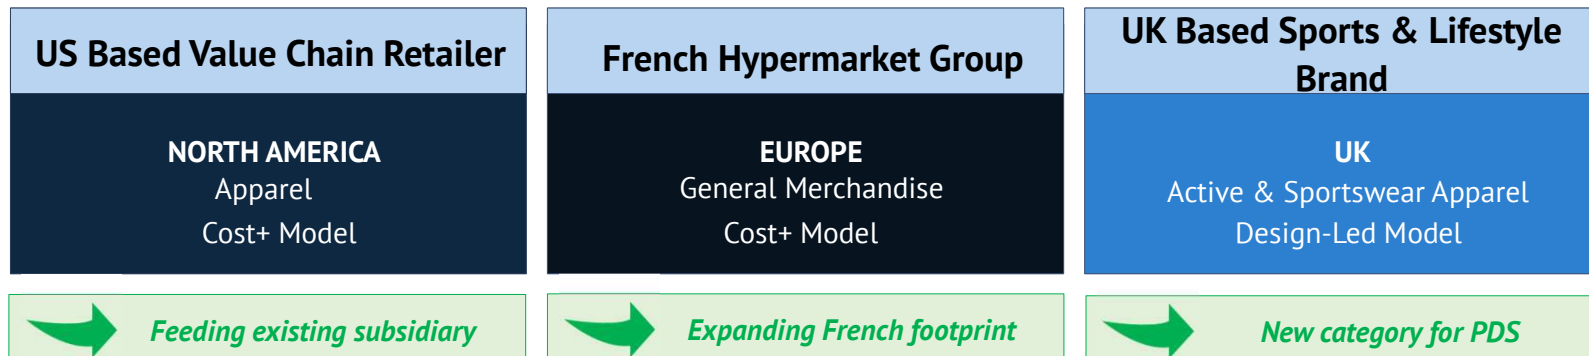 US Based Value Chain Retailer
NORTH AMERICA
Apparel
Cost+ Model
Feeding existing subsidiary
French Hypermarket Group
EUROPE
General Merchandise
Cost+ Model
Expanding French footprint
UK Based Sports & Lifestyle
Brand
UK
Active & Sportswear Apparel
Design-Led Model
New category for PDS